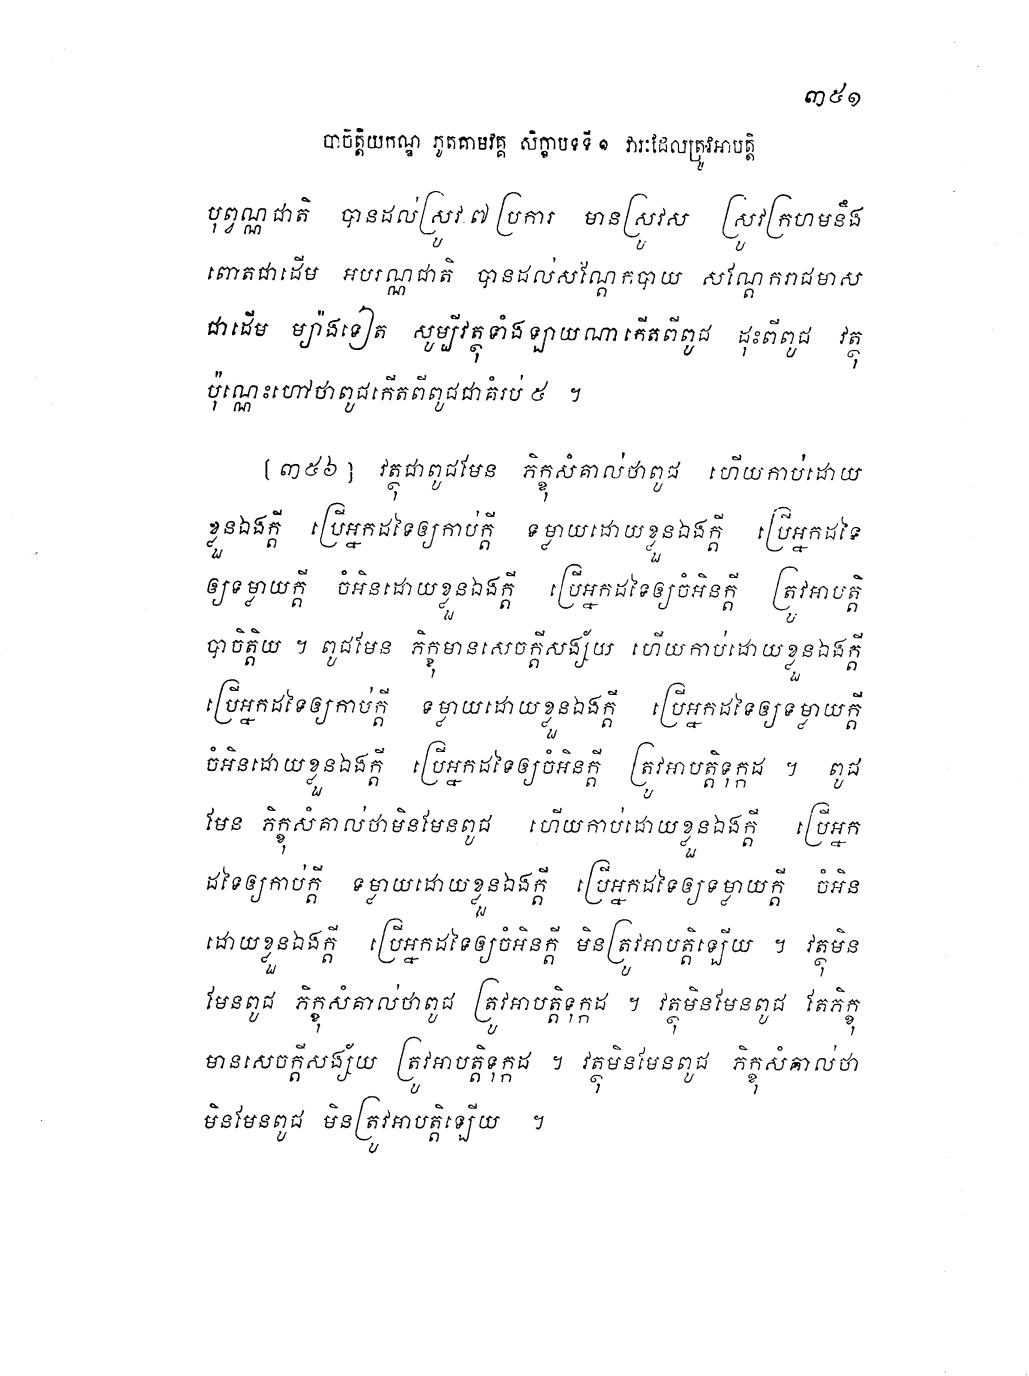 ៣៥១
បាចិត្តិយកណ្ឌ ភូតគាមវគ្គ សិក្ខាបទទី ១ វារៈដែលត្រូវអាបត្តិ
បុព្វណ្ណជាតិ បានដល់ស្រូវ ៧ ប្រការ មានស្រូវស ស្រូវក្រហមនឹង
ពោតជាដើម អបរណ្ណជាតិ បានដល់សណ្តែកបាយ សណ្តែករាជមាស
ជាដើម ម្យ៉ាងទៀត សូម្បីវត្ថុទាំងឡាយណាកើតពីពូជ ដុះពីពូជ វត្ថុ
ប៉ុណ្ណេះហៅថាពូជកើតពីពូជជាគំរប់ ៥ ។
[៣៥៦] វត្ថុជាពូជមែន ភិក្ខុសំគាល់ថាពូជ ហើយកាប់ដោយ
ខ្លួនឯងក្តី ប្រើអ្នកដទៃឲ្យកាប់ក្តី ទម្លាយដោយខ្លួនឯងក្តី ប្រើអ្នកដទៃ
ឲ្យទម្លាយក្តី ចំអិនដោយខ្លួនឯងក្តី ប្រើអ្នកដទៃឲ្យចំអិនក្តី ត្រូវអាបត្តិ
បាចិត្តិយ ។ ពូជមែន ភិក្ខុមានសេចក្តីសង្ស័យ ហើយកាប់ដោយខ្លួនឯងក្តី
ប្រើអ្នកដទៃឲ្យកាប់ក្តី ទម្លាយដោយខ្លួនឯងក្តី ប្រើអ្នកដទៃឲ្យទម្លាយក្តី
ចំអិនដោយខ្លួនឯងក្តី ប្រើអ្នកដទៃឲ្យចំអិនក្តី ត្រូវអាបត្តិទុក្កដ ។ ពូជ
មែន ភិក្ខុសំគាល់ថាមិនមែនពូជ ហើយកាប់ដោយខ្លួនឯងក្តី ប្រើអ្នក
ដទៃឲ្យកាប់ក្តី ទម្លាយដោយខ្លួនឯងក្តី ប្រើអ្នកដទៃឲ្យទម្លាយក្តី ចំអិន
ដោយខ្លួនឯងក្តី ប្រើអ្នកដទៃឲ្យចំអិនក្តី មិនត្រូវអាបត្តិឡើយ ។ វត្ថុមិន
មែនពូជ ភិក្ខុសំគាល់ថាពូជ ត្រូវអាបត្តិទុក្កដ ។ វត្ថុមិនមែនពូជ តែភិក្ខុ
មានសេចក្តីសង្ស័យ ត្រូវអាបត្តិទុក្កដ ។ វត្ថុមិនមែនពូជ ភិក្ខុសំគាល់ថា
មិនមែនពូជ មិនត្រូវអាបត្តិឡើយ ។